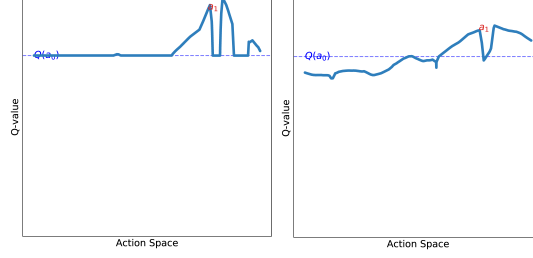 a₁
Q(a₀)
Q-value
Action Space
a₁
Q(a₀)
Q-value
Action Space